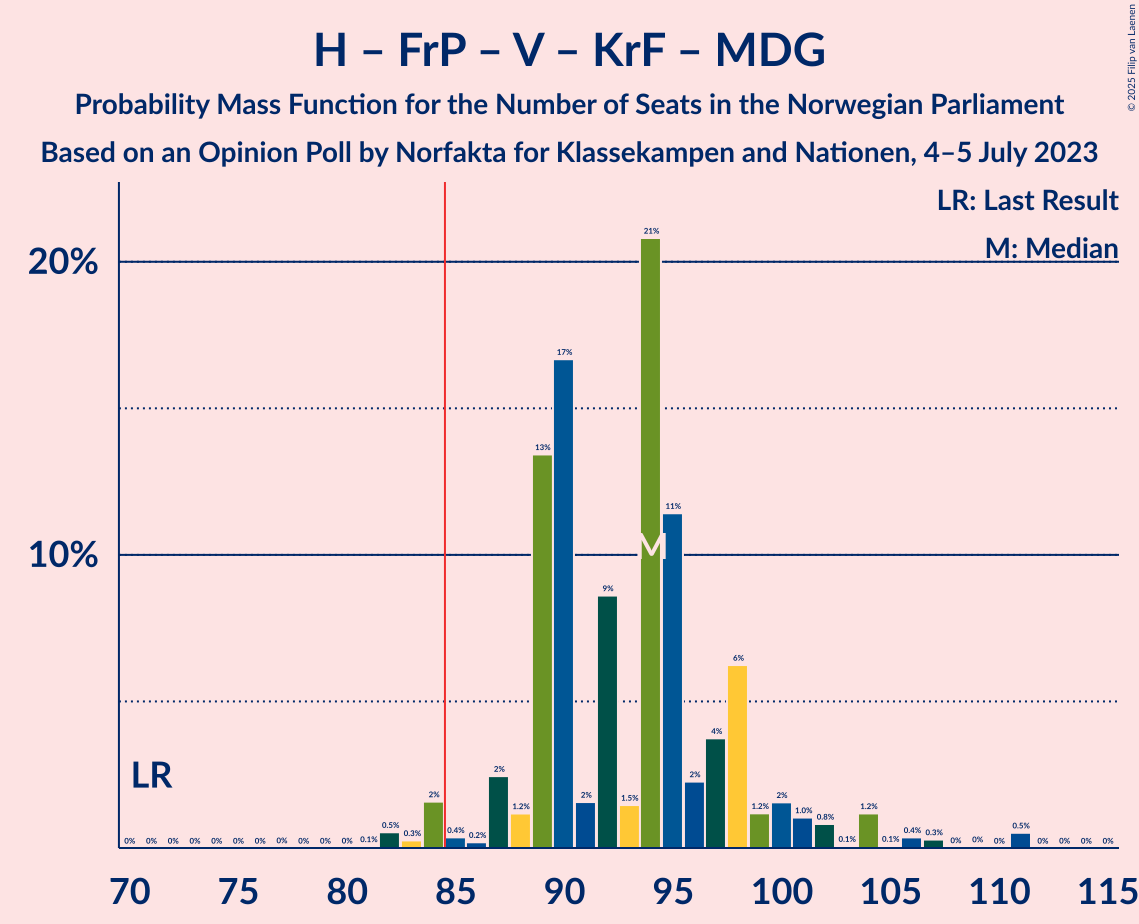 H – FrP – V – KrF – MDG
Probability Mass Function for the Number of Seats in the Norwegian Parliament
Based on an Opinion Poll by Norfakta for Klassekampen and Nationen, 4–5 July 2023
© 2025 Filip van Laenen
LR: Last Result
M: Median
20%
10%
LR
M
0% 0% 0% 0% 0% 0% 0% 0% 0% 0% 0% 0.1% 0.5% 0.3% 2% 0.4% 0.2% 2% 1.2% 13% 17% 2% 9% 1.5% 21% 11% 2% 4% 6% 1.2% 2% 1.0% 0.8% 0.1% 1.2% 0.1% 0.4% 0.3% 0% 0% 0% 0.5% 0% 0% 0% 0%
70 75 80 85 90 95 100 105 110 115